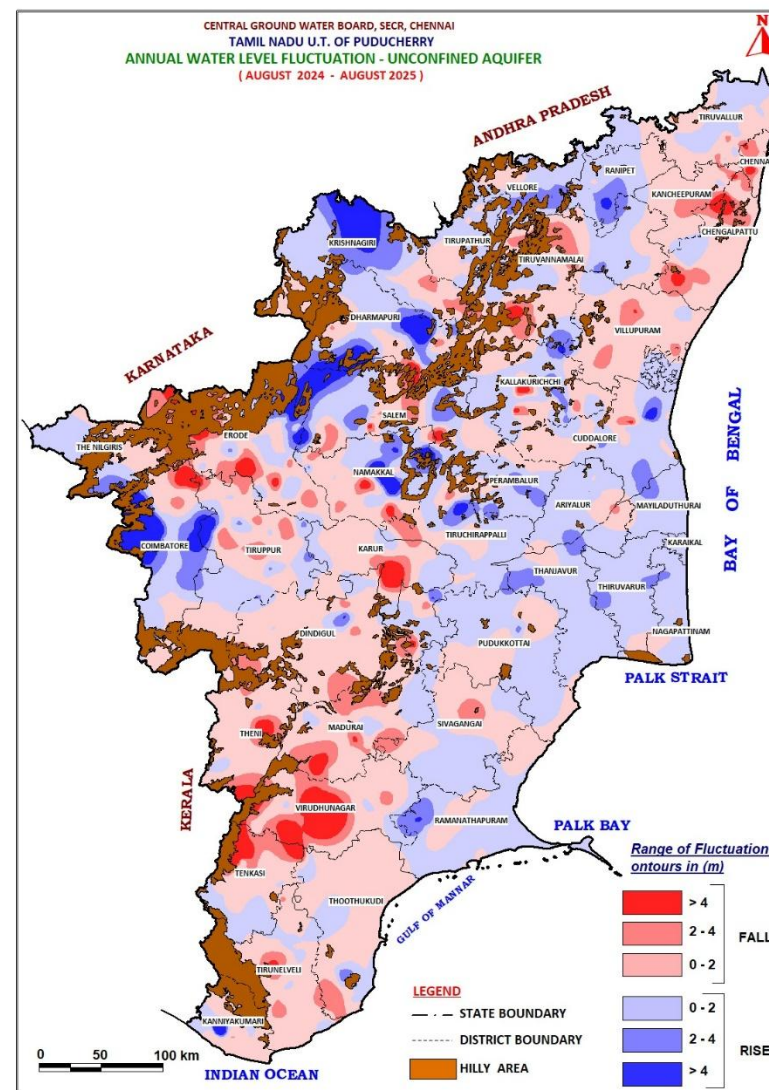 CENTRAL GROUND WATER BOARD, SECR, CHENNAI
TAMIL NADU U.T. OF PUDUCHERRY
ANNUAL WATER LEVEL FLUCTUATION - UNCONFINED AQUIFER
( AUGUST 2024 - AUGUST 2025 )
N
ANDHRA PRADESH
TIRUVALLUR
CHENNA
VELLORE
RANIPET
KANCHEEPURAM
CHENGALPATTU
KRISHNAGIRI
TIRUPATHUR
TIRUVANNAMALAI
DHARMAPURI
VILLUPURAM
KARNATAKA
KALLAKURICHCHI
SALEM
ERODE
CUDDALORE
THE NILGIRIS
NAMAKKAL
PERAMBALUR
ARIYALUR
MAYILADUTHURAI
BAY OF BENGAL
TIRUCHIRAPPALLI
KARAIKAL
COIMBATORE
TIRUPPUR
KARUR
THANJAVUR
THIRUVARUR
NAGAPATTINAM
DINDIGUL
PUDUKKOTTAI
PALK STRAIT
THENI
MADURAI
SIVAGANGAI
KERALA
VIRUDHUNAGAR
RAMANATHAPURAM
PALK BAY
TENKASI
THOOTHUKUDI
GULF OF MANNAR
TIRUNELVELI
KANNIYAKUMARI
INDIAN OCEAN
0 50 100 km
LEGEND
STATE BOUNDARY
DISTRICT BOUNDARY
HILLY AREA
Range of Fluctuation
ontours in (m)
> 4
2 - 4
0 - 2
FALL
0 - 2
2 - 4
> 4
RISE